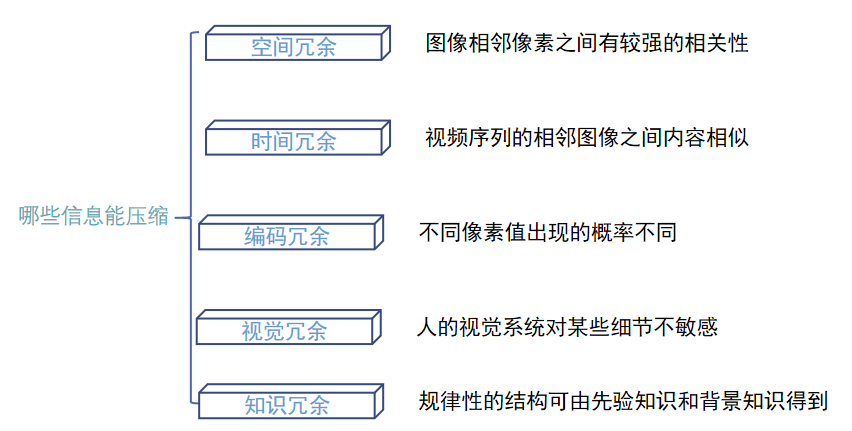 空间冗余 图像相邻像素之间有较强的相关性
时间冗余 视频序列的相邻图像之间内容相似
哪些信息能压缩
编码冗余 不同像素值出现的概率不同
视觉冗余 人的视觉系统对某些细节不敏感
知识冗余 规律性的结构可由先验知识和背景知识得到